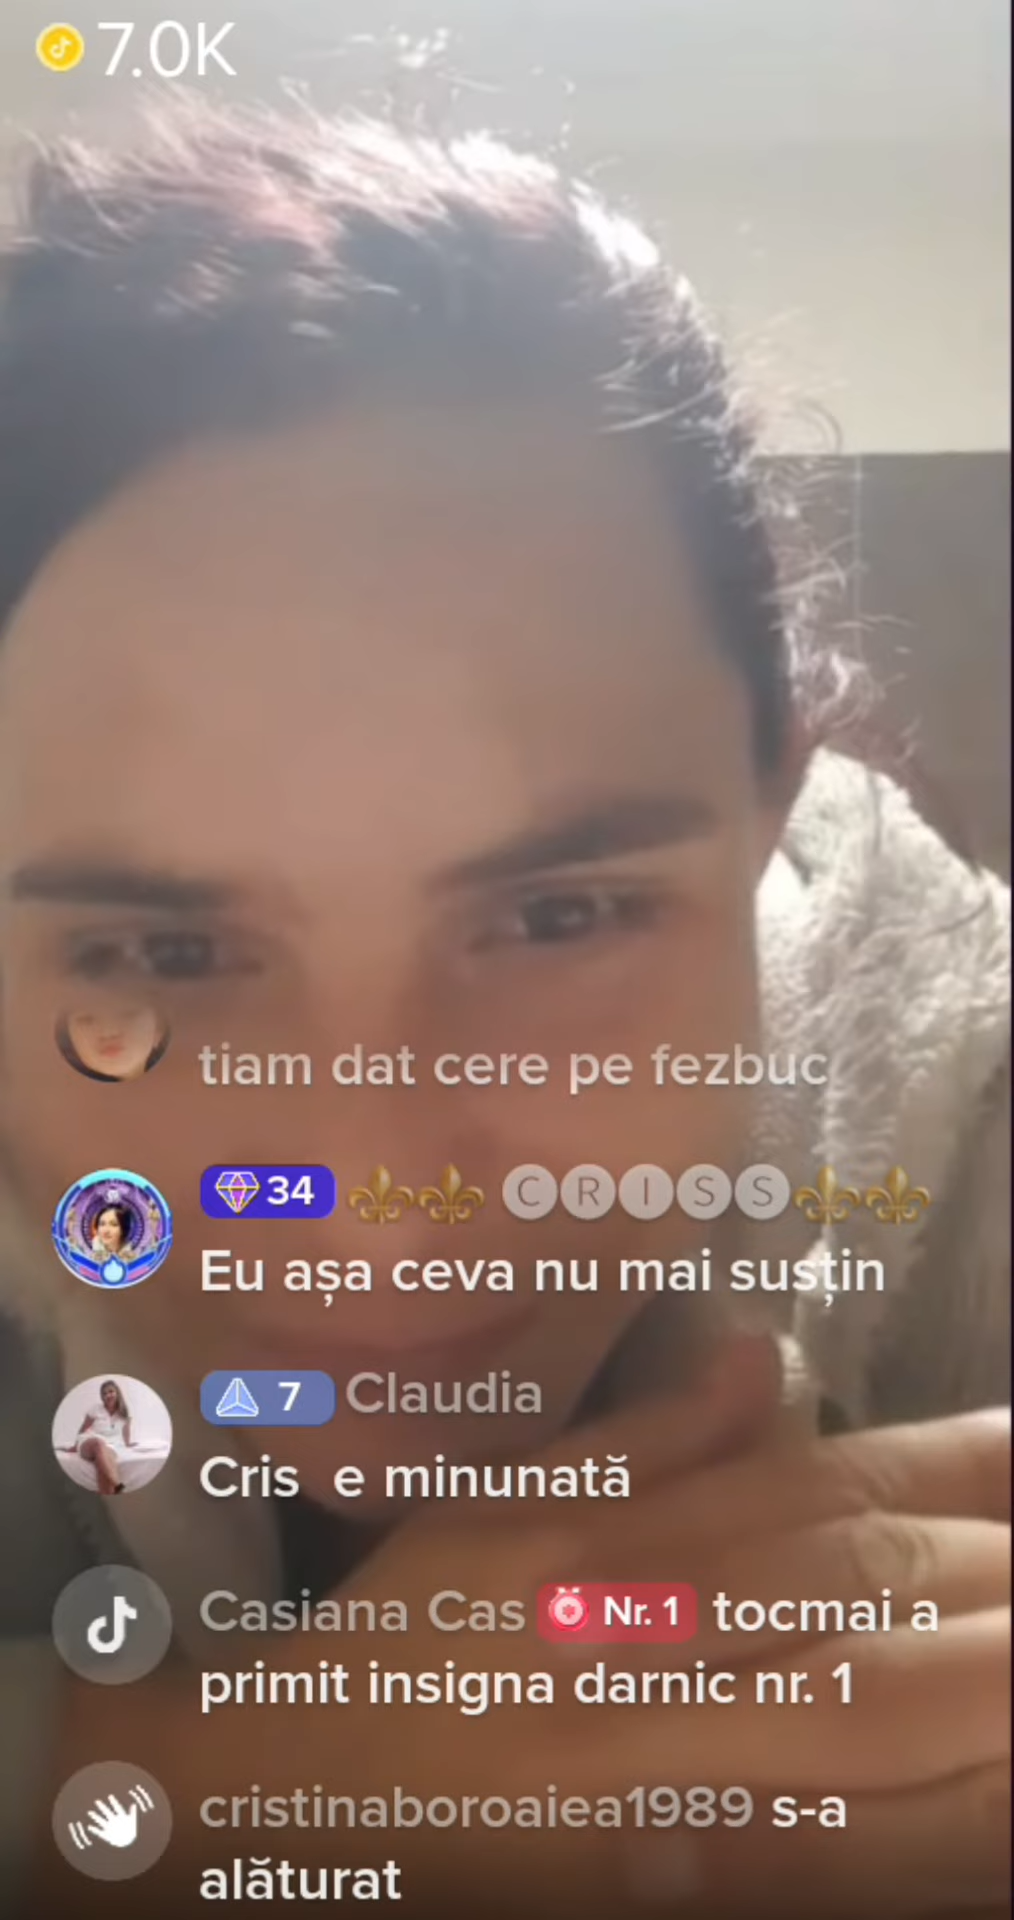 7.0K
tiam dat cere pe fezbuc
34 ⚜️⚜️ ⒸⓇⒾⓈⓈ⚜️⚜️
Eu așa ceva nu mai susțin
7 Claudia
Cris e minunată
Casiana Cas Nr. 1 tocmai a
primit insigna darnic nr. 1
cristinaboroaiea1989 s-a
alăturat